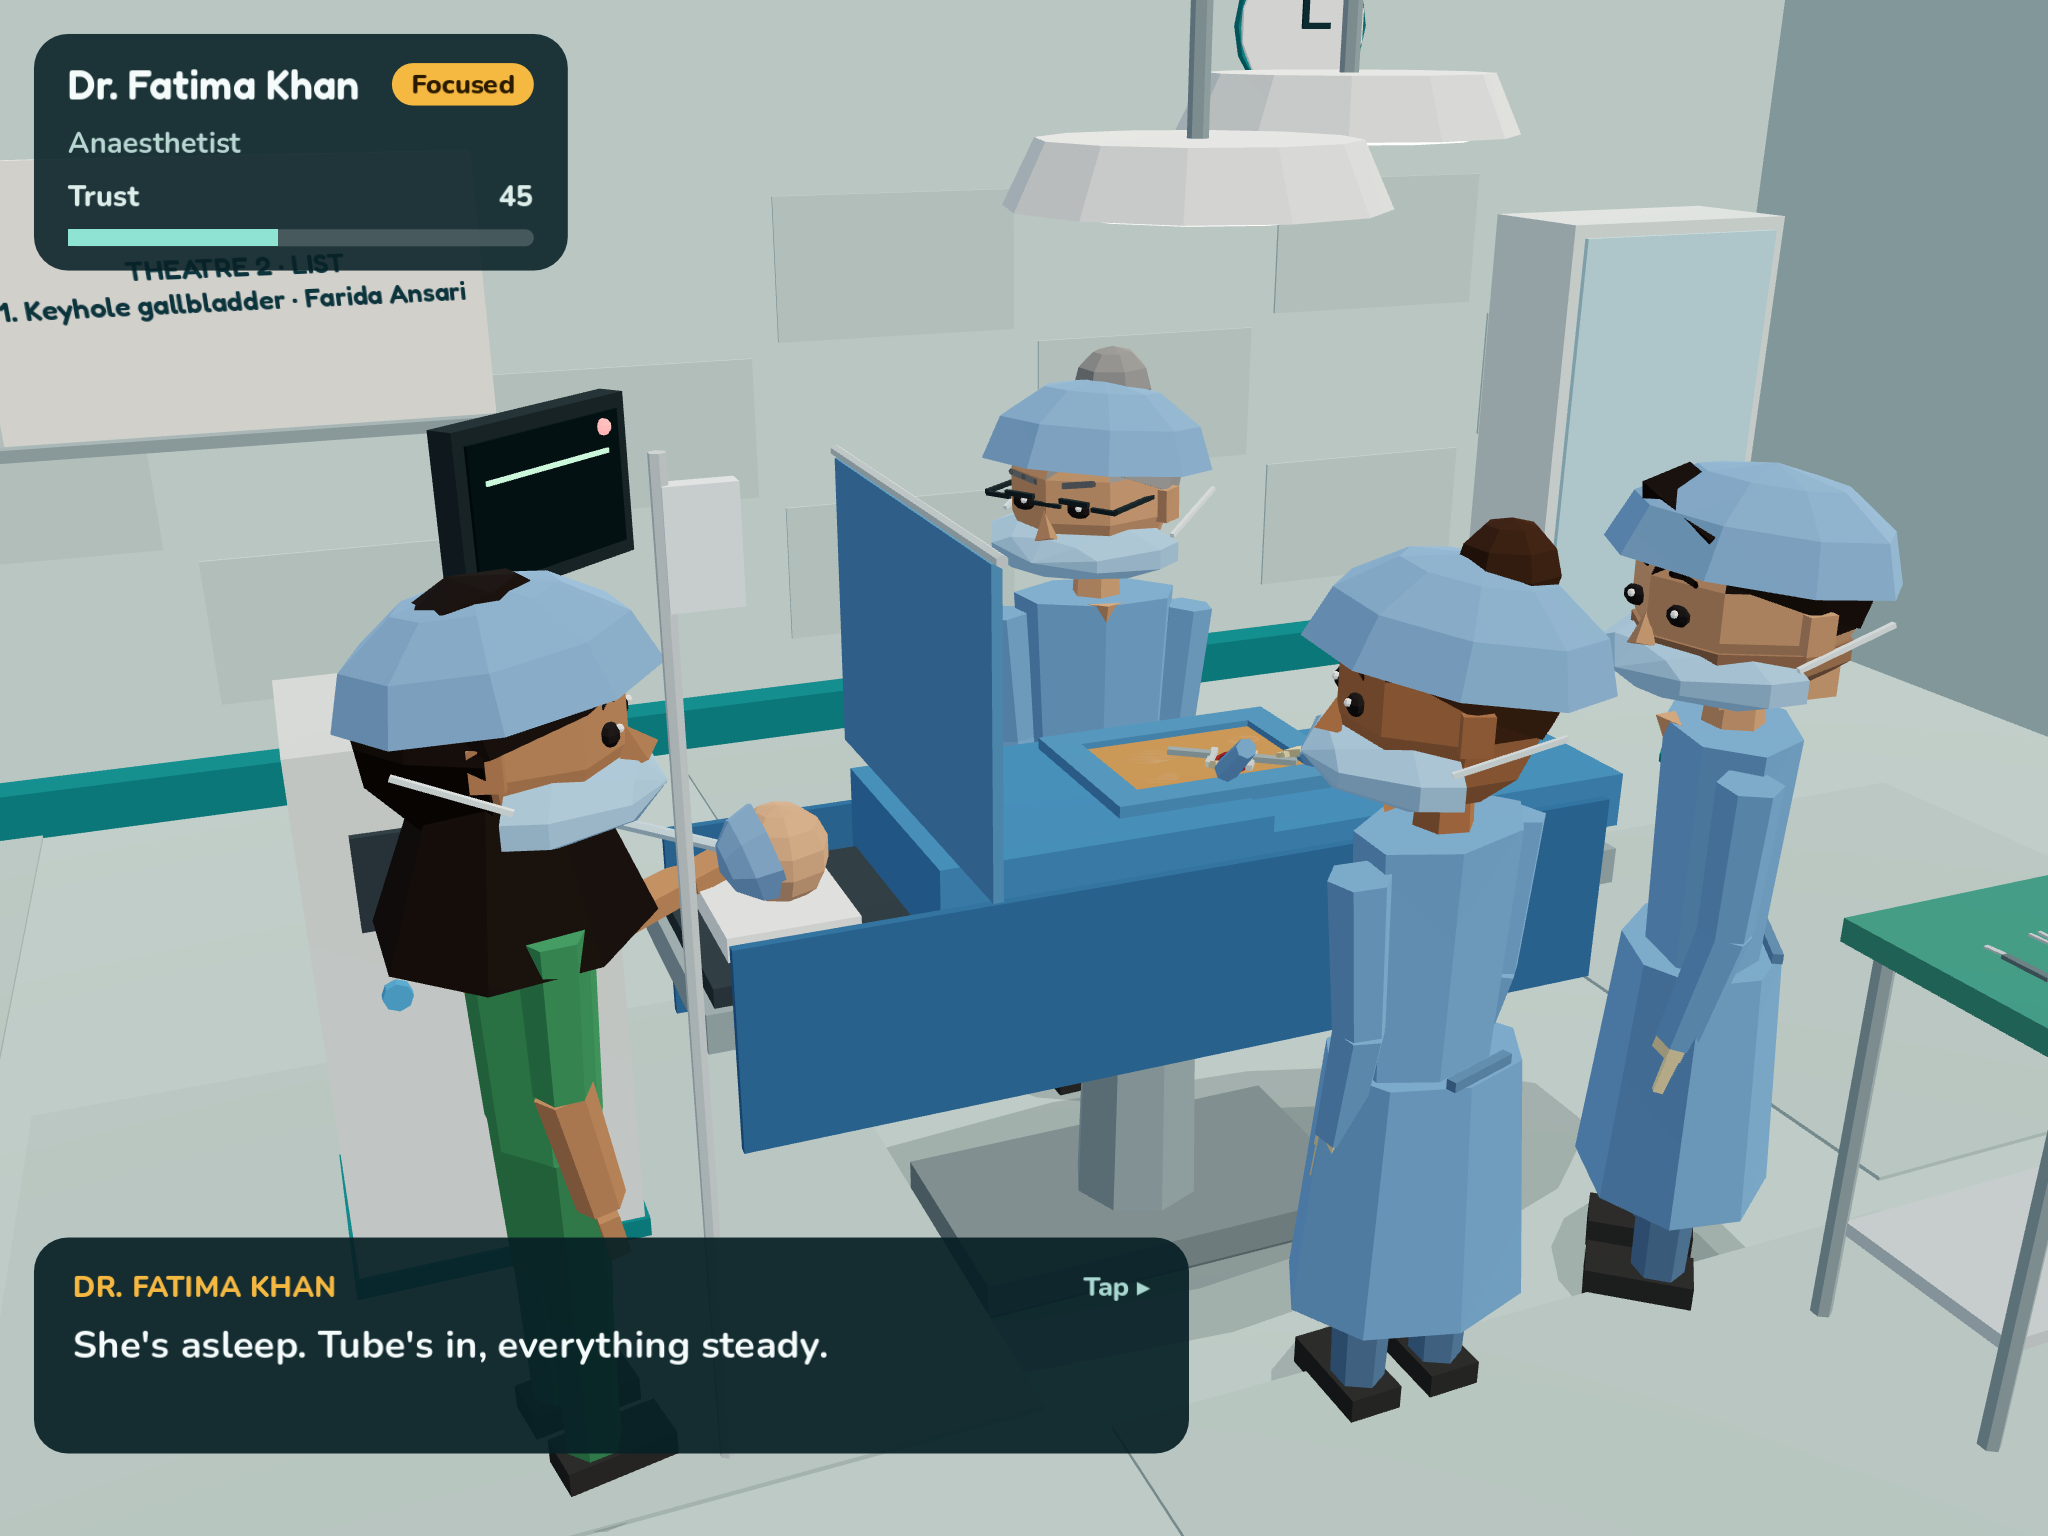 Dr. Fatima Khan
Focused
Anaesthetist
Trust
45
THEATRE 2 · LIST
1. Keyhole gallbladder · Farida Ansari
DR. FATIMA KHAN
Tap ▸
She's asleep. Tube's in, everything steady.